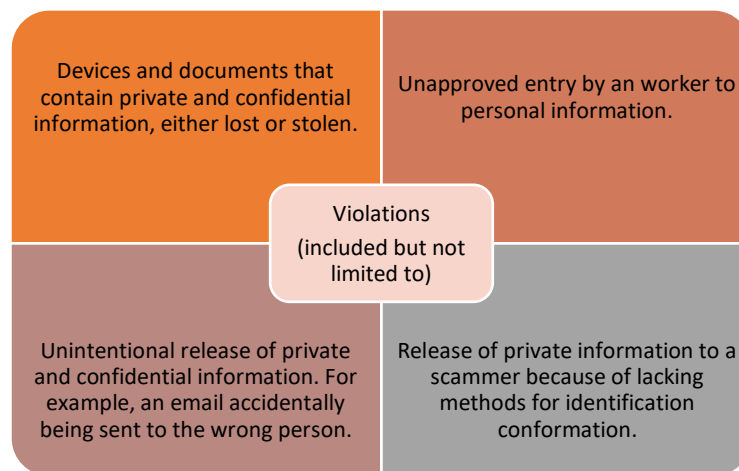 Devices and documents that
contain private and confidential
information, either lost or stolen.
Unapproved entry by an worker to
personal information.
Violations
(included but not
limited to)
Unintentional release of private
and confidential information. For
example, an email accidentally
being sent to the wrong person.
Release of private information to a
scammer because of lacking
methods for identification
conformation.